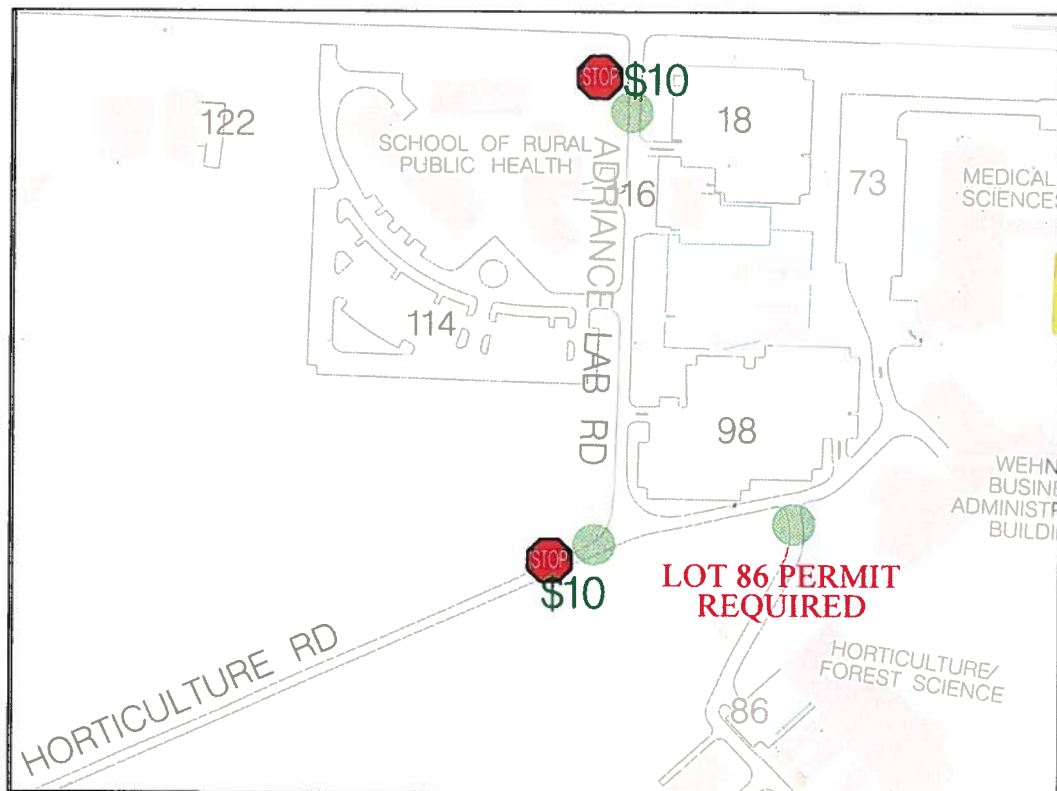 STOP $10
122
SCHOOL OF RURAL
PUBLIC HEALTH
18
16
73
MEDICAL
SCIENCES
ADRIANCE LAB RD
114
98
STOP
$10
LOT 86 PERMIT
REQUIRED
HORTICULTURE RD
HORTICULTURE/
FOREST SCIENCE
86
WEHN
BUSINE
ADMINISTR
BUILDI